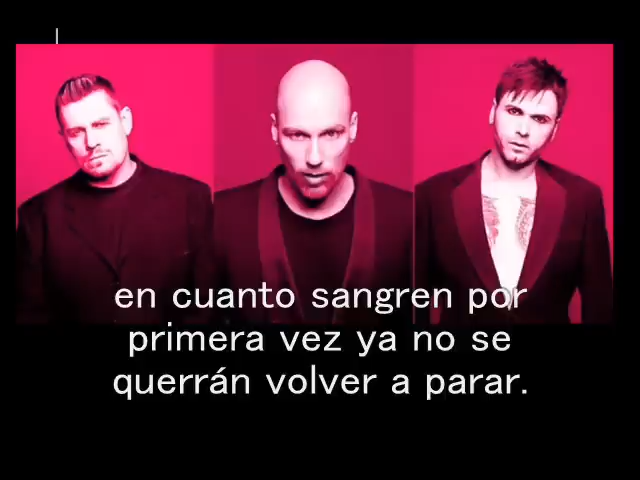 en cuanto sangren por
primera vez ya no se
querrán volver a parar.